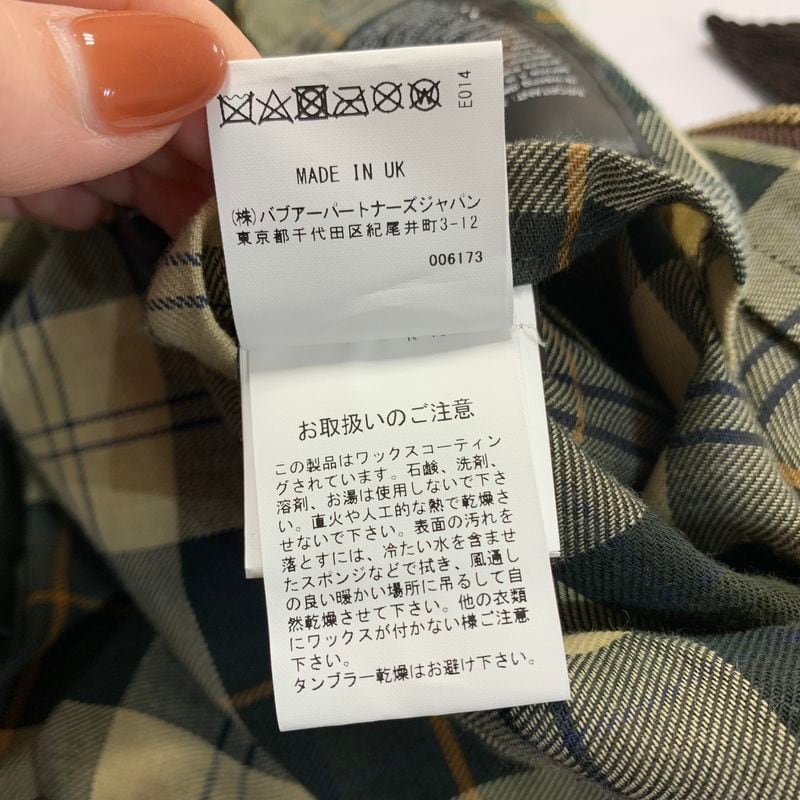 E014
MADE IN UK
(株)バブアーパートナーズジャパン
東京都千代田区紀尾井町3-12
006173
お取扱いのご注意
この製品はワックスコーティン
グされています。石鹸、洗剤、
溶剤、お湯は使用しないで下さ
い。直火や人工的な熱で乾燥さ
せないで下さい。表面の汚れを
落とすには、冷たい水を含ませ
たスポンジなどで拭き、風通し
の良い暖かい場所に吊るして自
然乾燥させて下さい。他の衣類
にワックスが付かない様ご注意
下さい。
タンブラー乾燥はお避け下さい。